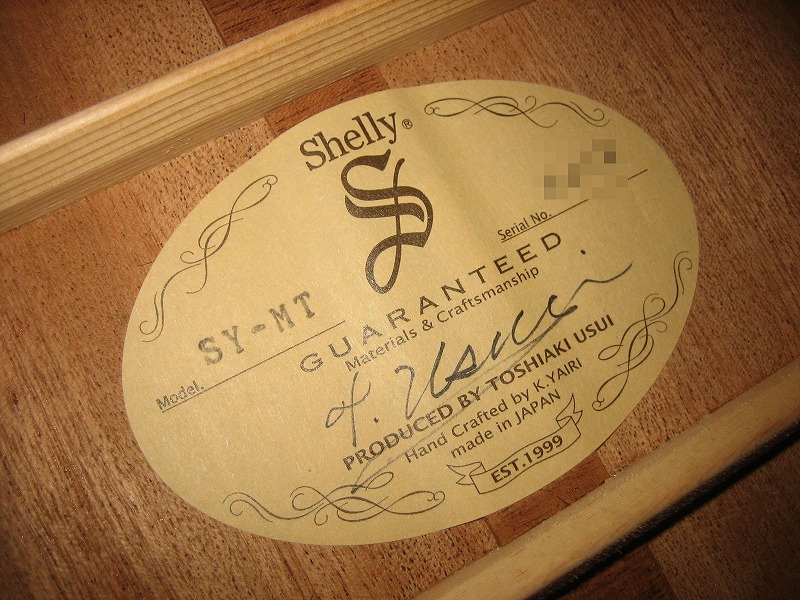 Shelly®
S
Serial No.
SY-MT
Model.
GUARANTEED
Materials & Craftsmanship
T. Usui
PRODUCED BY TOSHIAKI USUI
Hand Crafted by K.YAIRI
made in JAPAN
EST.1999